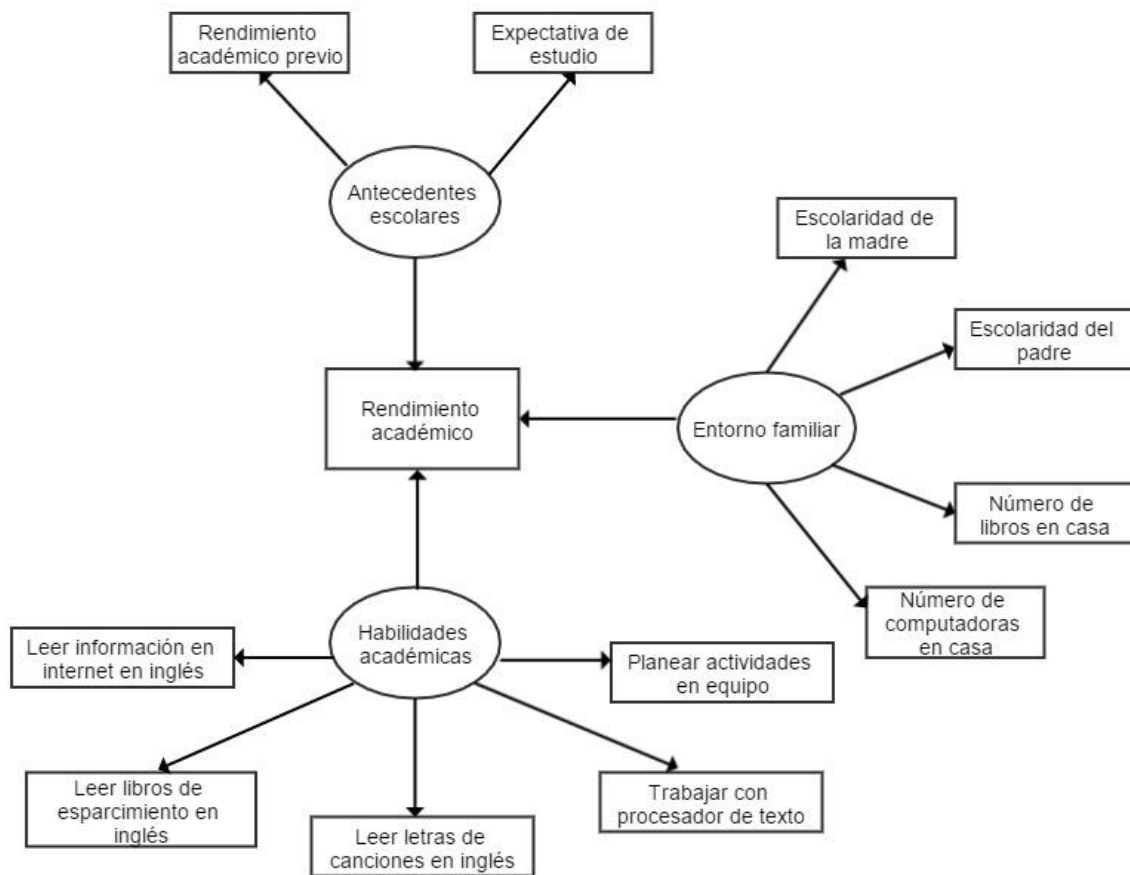 Rendimiento
académico previo
Expectativa de
estudio
Antecedentes
escolares
Escolaridad de
la madre
Escolaridad del
padre
Rendimiento
académico
Entorno familiar
Número de
libros en casa
Número de
computadoras
en casa
Habilidades
académicas
Leer información en
internet en inglés
Planear actividades
en equipo
Leer libros de
esparcimiento en
inglés
Trabajar con
procesador de texto
Leer letras de
canciones en inglés